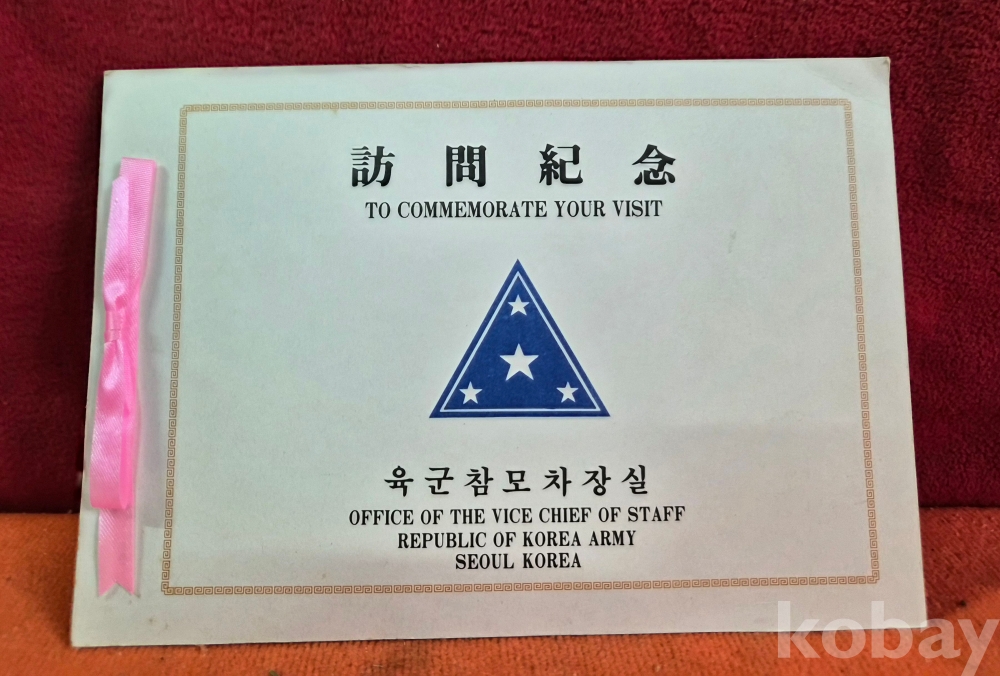 訪問紀念
TO COMMEMORATE YOUR VISIT
육군참모차장실
OFFICE OF THE VICE CHIEF OF STAFF
REPUBLIC OF KOREA ARMY
SEOUL KOREA
kobay